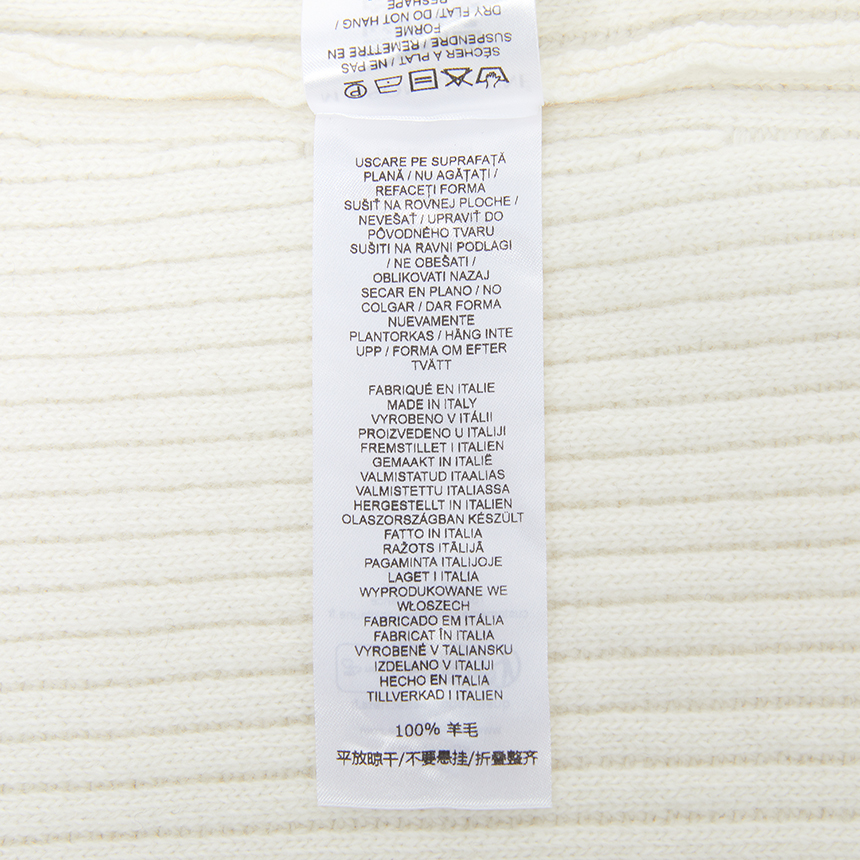 RESHAPE
DRY FLAT/ DO NOT HANG /
FORME
SUSPENDRE / REMETTRE EN
SÉCHER A PLAT / NE PAS
USCARE PE SUPRAFAȚĂ
PLANĂ / NU AGĂȚAȚI /
REFACEȚI FORMA
SUŠIŤ NA ROVNEJ PLOCHE /
NEVEŠAŤ / UPRAVIŤ DO
PÔVODNÉHO TVARU
SUŠITI NA RAVNI PODLAGI
/ NE OBEŠATI /
OBLIKOVATI NAZAJ
SECAR EN PLANO / NO
COLGAR / DAR FORMA
NUEVAMENTE
PLANTORKAS / HÄNG INTE
UPP / FORMA OM EFTER
TVÄTT
FABRIQUÉ EN ITALIE
MADE IN ITALY
VYROBENO V ITÁLII
PROIZVEDENO U ITALIJI
FREMSTILLET I ITALIEN
GEMAAKT IN ITALIË
VALMISTATUD ITAALIAS
VALMISTETTU ITALIASSA
HERGESTELLT IN ITALIEN
OLASZORSZÁGBAN KÉSZÜLT
FATTO IN ITALIA
RAŽOTS ITĀLIJĀ
PAGAMINTA ITALIJOJE
LAGET I ITALIA
WYPRODUKOWANE WE
WŁOSZECH
FABRICADO EM ITÁLIA
FABRICAT ÎN ITALIA
VYROBENÉ V TALIANSKU
IZDELANO V ITALIJI
HECHO EN ITALIA
TILLVERKAD I ITALIEN
100% 羊毛
平放晾干/不要悬挂/折叠整齐